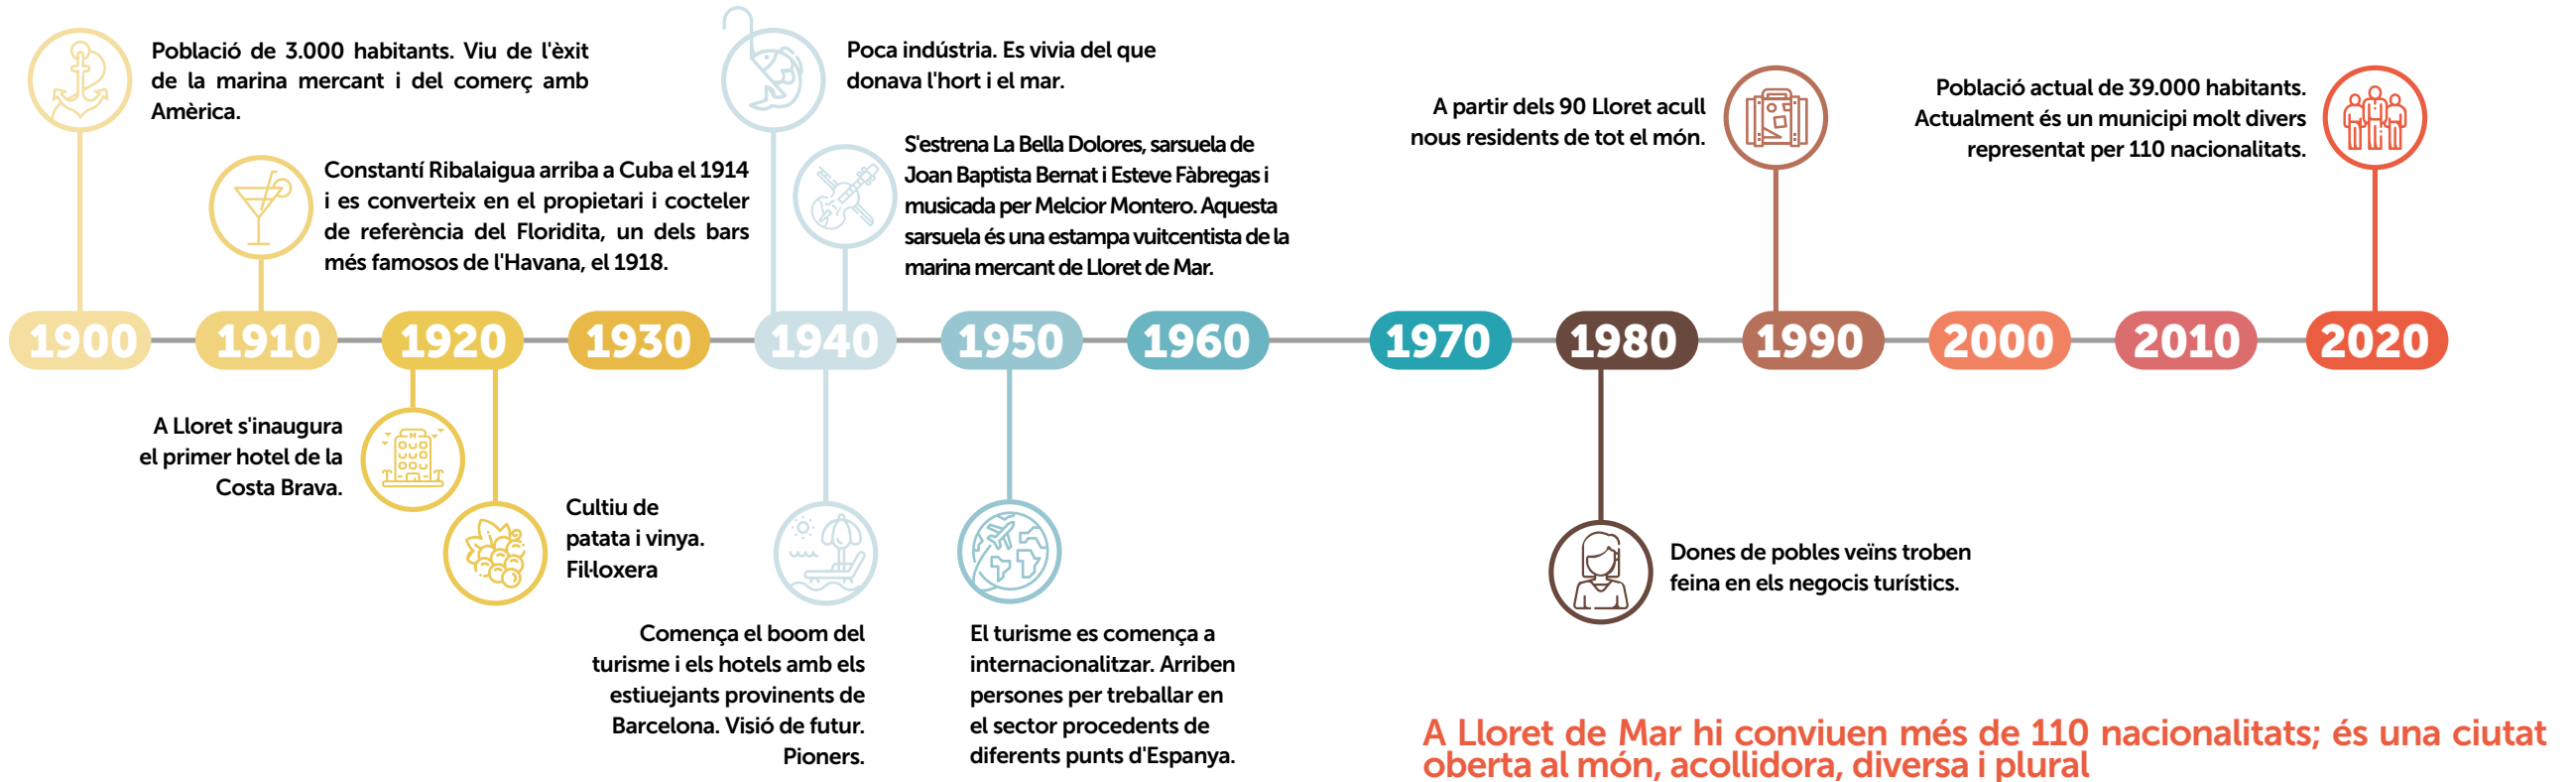 Població de 3.000 habitants. Viu de l'èxit
de la marina mercant i del comerç amb
Amèrica.
Constantí Ribalaigua arriba a Cuba el 1914
i es converteix en el propietari i cocteler
de referència del Floridita, un dels bars
més famosos de l'Havana, el 1918.
Poca indústria. Es vivia del que
donava l'hort i el mar.
S'estrena La Bella Dolores, sarsuela de
Joan Baptista Bernat i Esteve Fàbregas i
musicada per Melcior Montero. Aquesta
sarsuela és una estampa vuitcentista de la
marina mercant de Lloret de Mar.
A partir dels 90 Lloret acull
nous residents de tot el món.
Població actual de 39.000 habitants.
Actualment és un municipi molt divers
representat per 110 nacionalitats.
1900 1910 1920 1930 1940 1950 1960 1970 1980 1990 2000 2010 2020
A Lloret s'inaugura
el primer hotel de la
Costa Brava.
Cultiu de
patata i vinya.
Fil·loxera
Comença el boom del
turisme i els hotels amb els
estiuejants provinents de
Barcelona. Visió de futur.
Pioners.
El turisme es comença a
internacionalitzar. Arriben
persones per treballar en
el sector procedents de
diferents punts d'Espanya.
Dones de pobles veïns troben
feina en els negocis turístics.
A Lloret de Mar hi conviuen més de 110 nacionalitats; és una ciutat
oberta al món, acollidora, diversa i plural